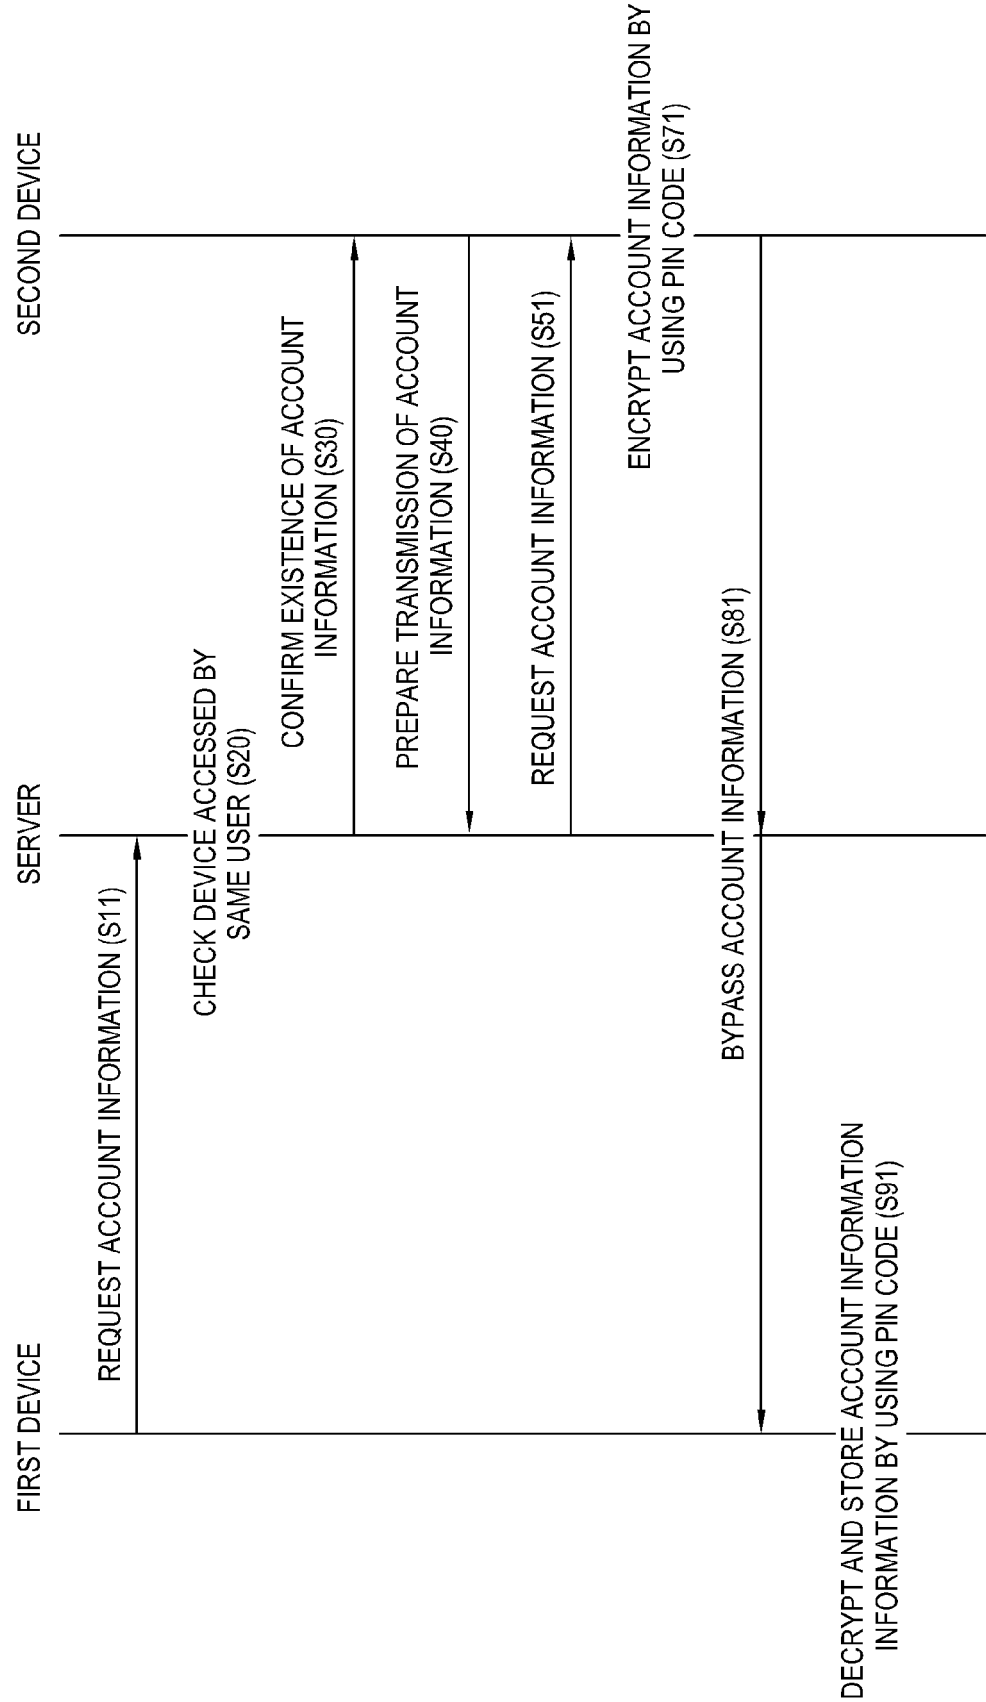 FIRST DEVICE
SERVER
SECOND DEVICE
REQUEST ACCOUNT INFORMATION (S11)
CHECK DEVICE ACCESSED BY
SAME USER (S20)
CONFIRM EXISTENCE OF ACCOUNT
INFORMATION (S30)
PREPARE TRANSMISSION OF ACCOUNT
INFORMATION (S40)
REQUEST ACCOUNT INFORMATION (S51)
ENCRYPT ACCOUNT INFORMATION BY
USING PIN CODE (S71)
BYPASS ACCOUNT INFORMATION (S81)
DECRYPT AND STORE ACCOUNT INFORMATION
INFORMATION BY USING PIN CODE (S91)